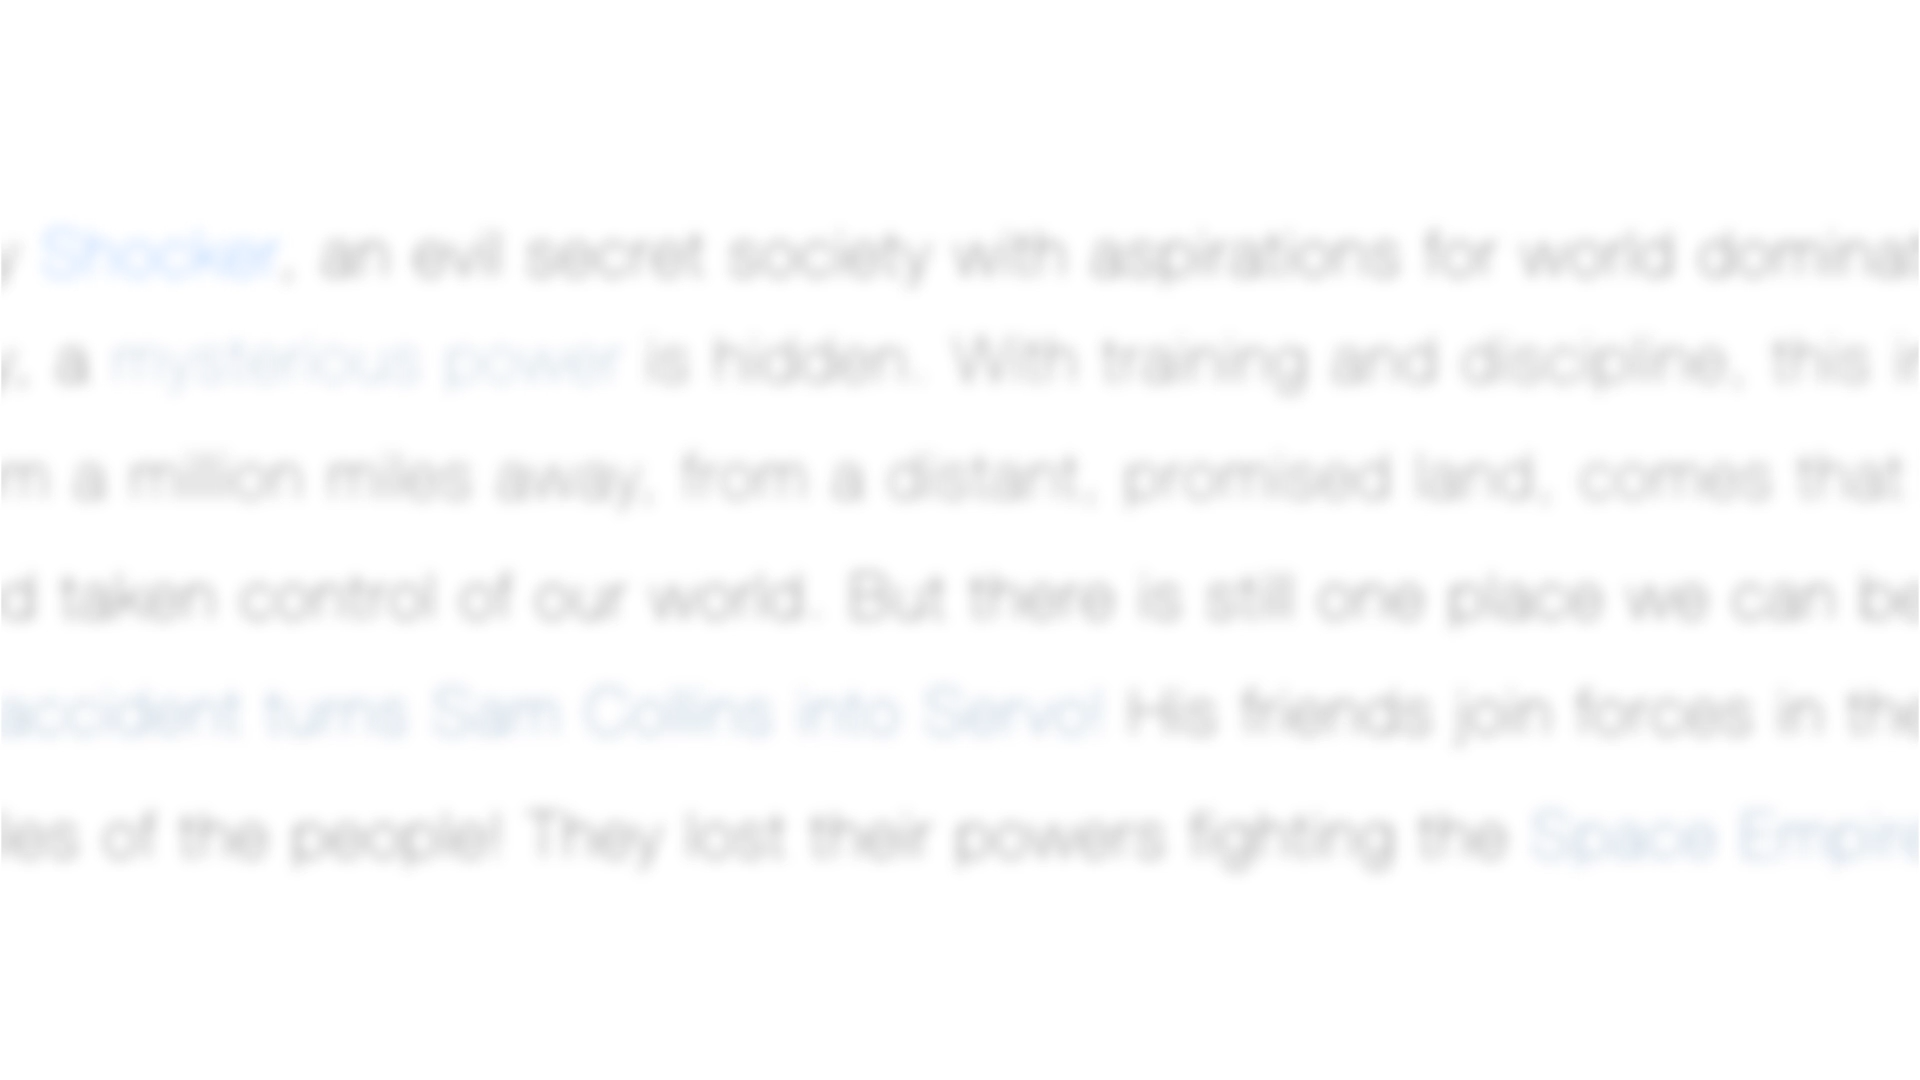 y Shocker, an evil secret society with aspirations for world dominat
y, a mysterious power is hidden. With training and discipline, this in
m a million miles away, from a distant, promised land, comes that
d taken control of our world. But there is still one place we can be
accident turns Sam Collins into Servo! His friends join forces in the
les of the people! They lost their powers fighting the Space Empire